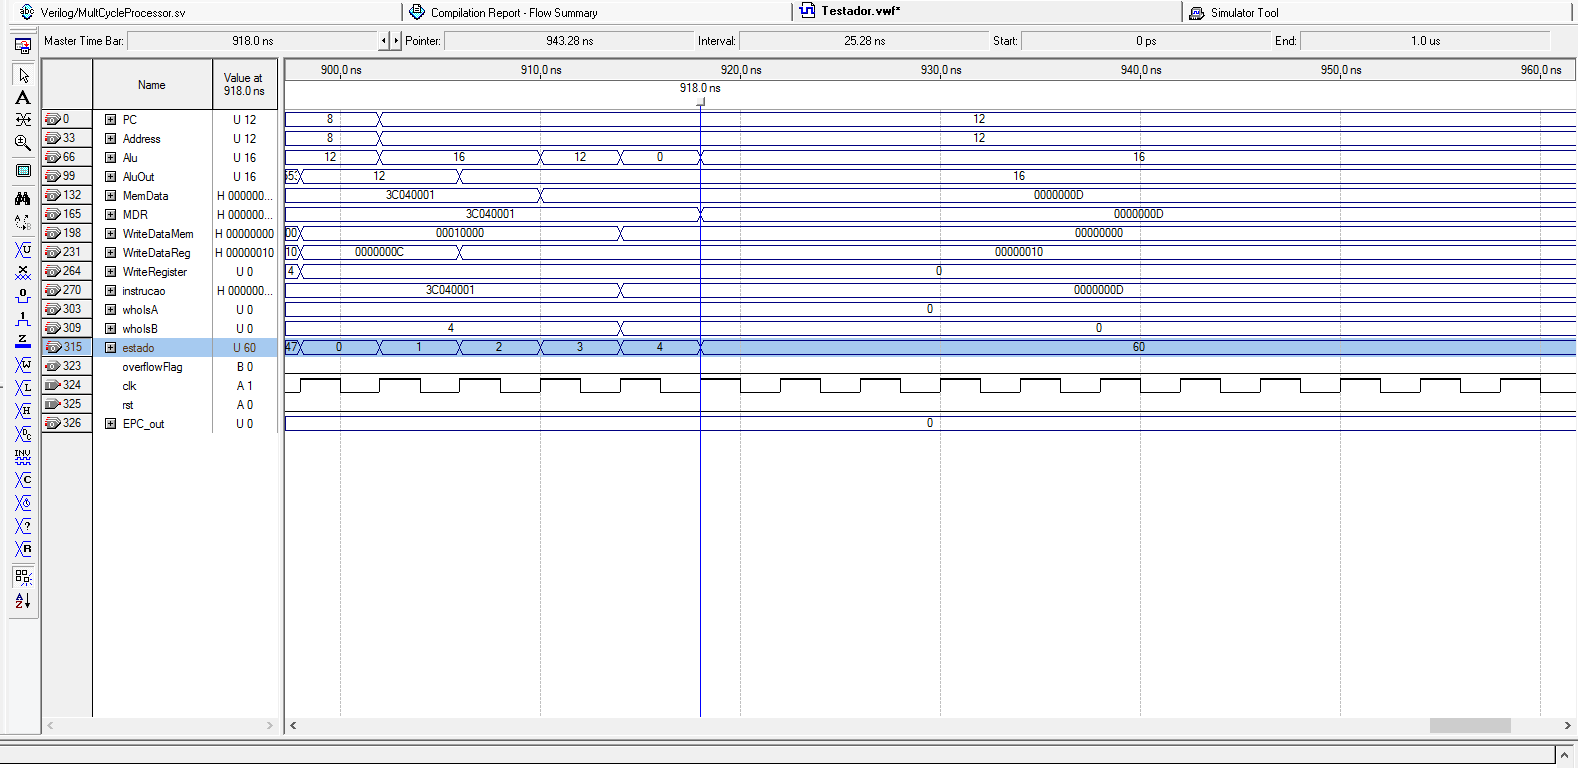 Verilog/MultCycleProcessor.sv Compilation Report - Flow Summary Testador.vwf* Simulator Tool
Master Time Bar: 918.0 ns Pointer: 943.28 ns Interval: 25.28 ns Start: 0 ps End: 1.0 us
Name Value at 918.0 ns 900.0 ns 910.0 ns 920.0 ns 930.0 ns 940.0 ns 950.0 ns 960.0 ns
918.0 ns
0 PC U 12 8 12
33 Address U 12 8 12
66 Alu U 16 12 16 12 0 16
99 AluOut U 16 12 16
132 MemData H 000000... 3C040001 0000000D
165 MDR H 000000... 3C040001 0000000D
198 WriteDataMem H 00000000 00 00010000 00000000
231 WriteDataReg H 00000010 10 0000000C 00000010
264 WriteRegister U 0 4 0
270 instrucao H 000000... 3C040001 0000000D
303 whoIsA U 0 0
309 whoIsB U 0 4 0
315 estado U 60 47 0 1 2 3 4 60
323 overflowFlag B 0
324 clk A 1
325 rst A 0
326 EPC_out U 0 0